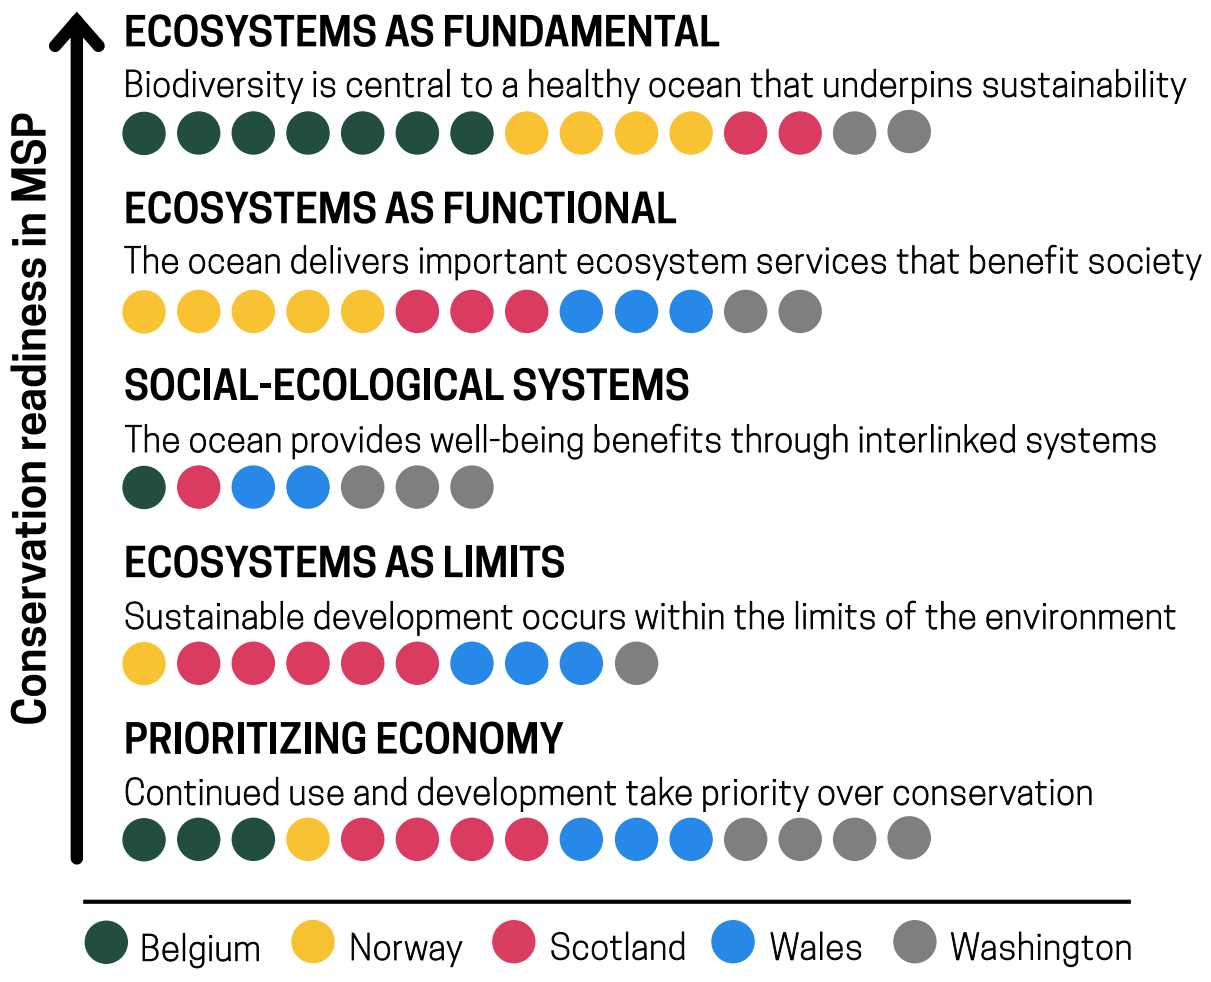 Conservation readiness in MSP
ECOSYSTEMS AS FUNDAMENTAL
Biodiversity is central to a healthy ocean that underpins sustainability
ECOSYSTEMS AS FUNCTIONAL
The ocean delivers important ecosystem services that benefit society
SOCIAL-ECOLOGICAL SYSTEMS
The ocean provides well-being benefits through interlinked systems
ECOSYSTEMS AS LIMITS
Sustainable development occurs within the limits of the environment
PRIORITIZING ECONOMY
Continued use and development take priority over conservation
Belgium Norway Scotland Wales Washington